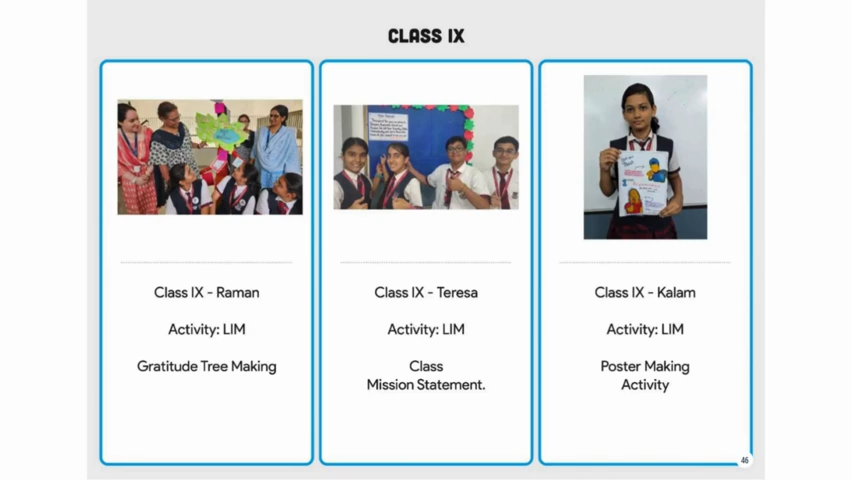 CLASS IX
Class IX - Raman
Activity: LIM
Gratitude Tree Making
Class IX - Teresa
Activity: LIM
Class
Mission Statement.
Class IX - Kalam
Activity: LIM
Poster Making
Activity
46